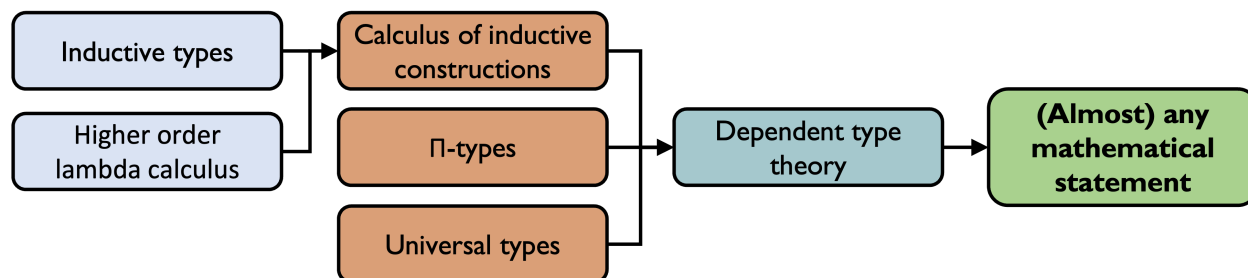 Inductive types
Higher order
lambda calculus
Calculus of inductive
constructions
Π-types
Universal types
Dependent type
theory
(Almost) any
mathematical
statement